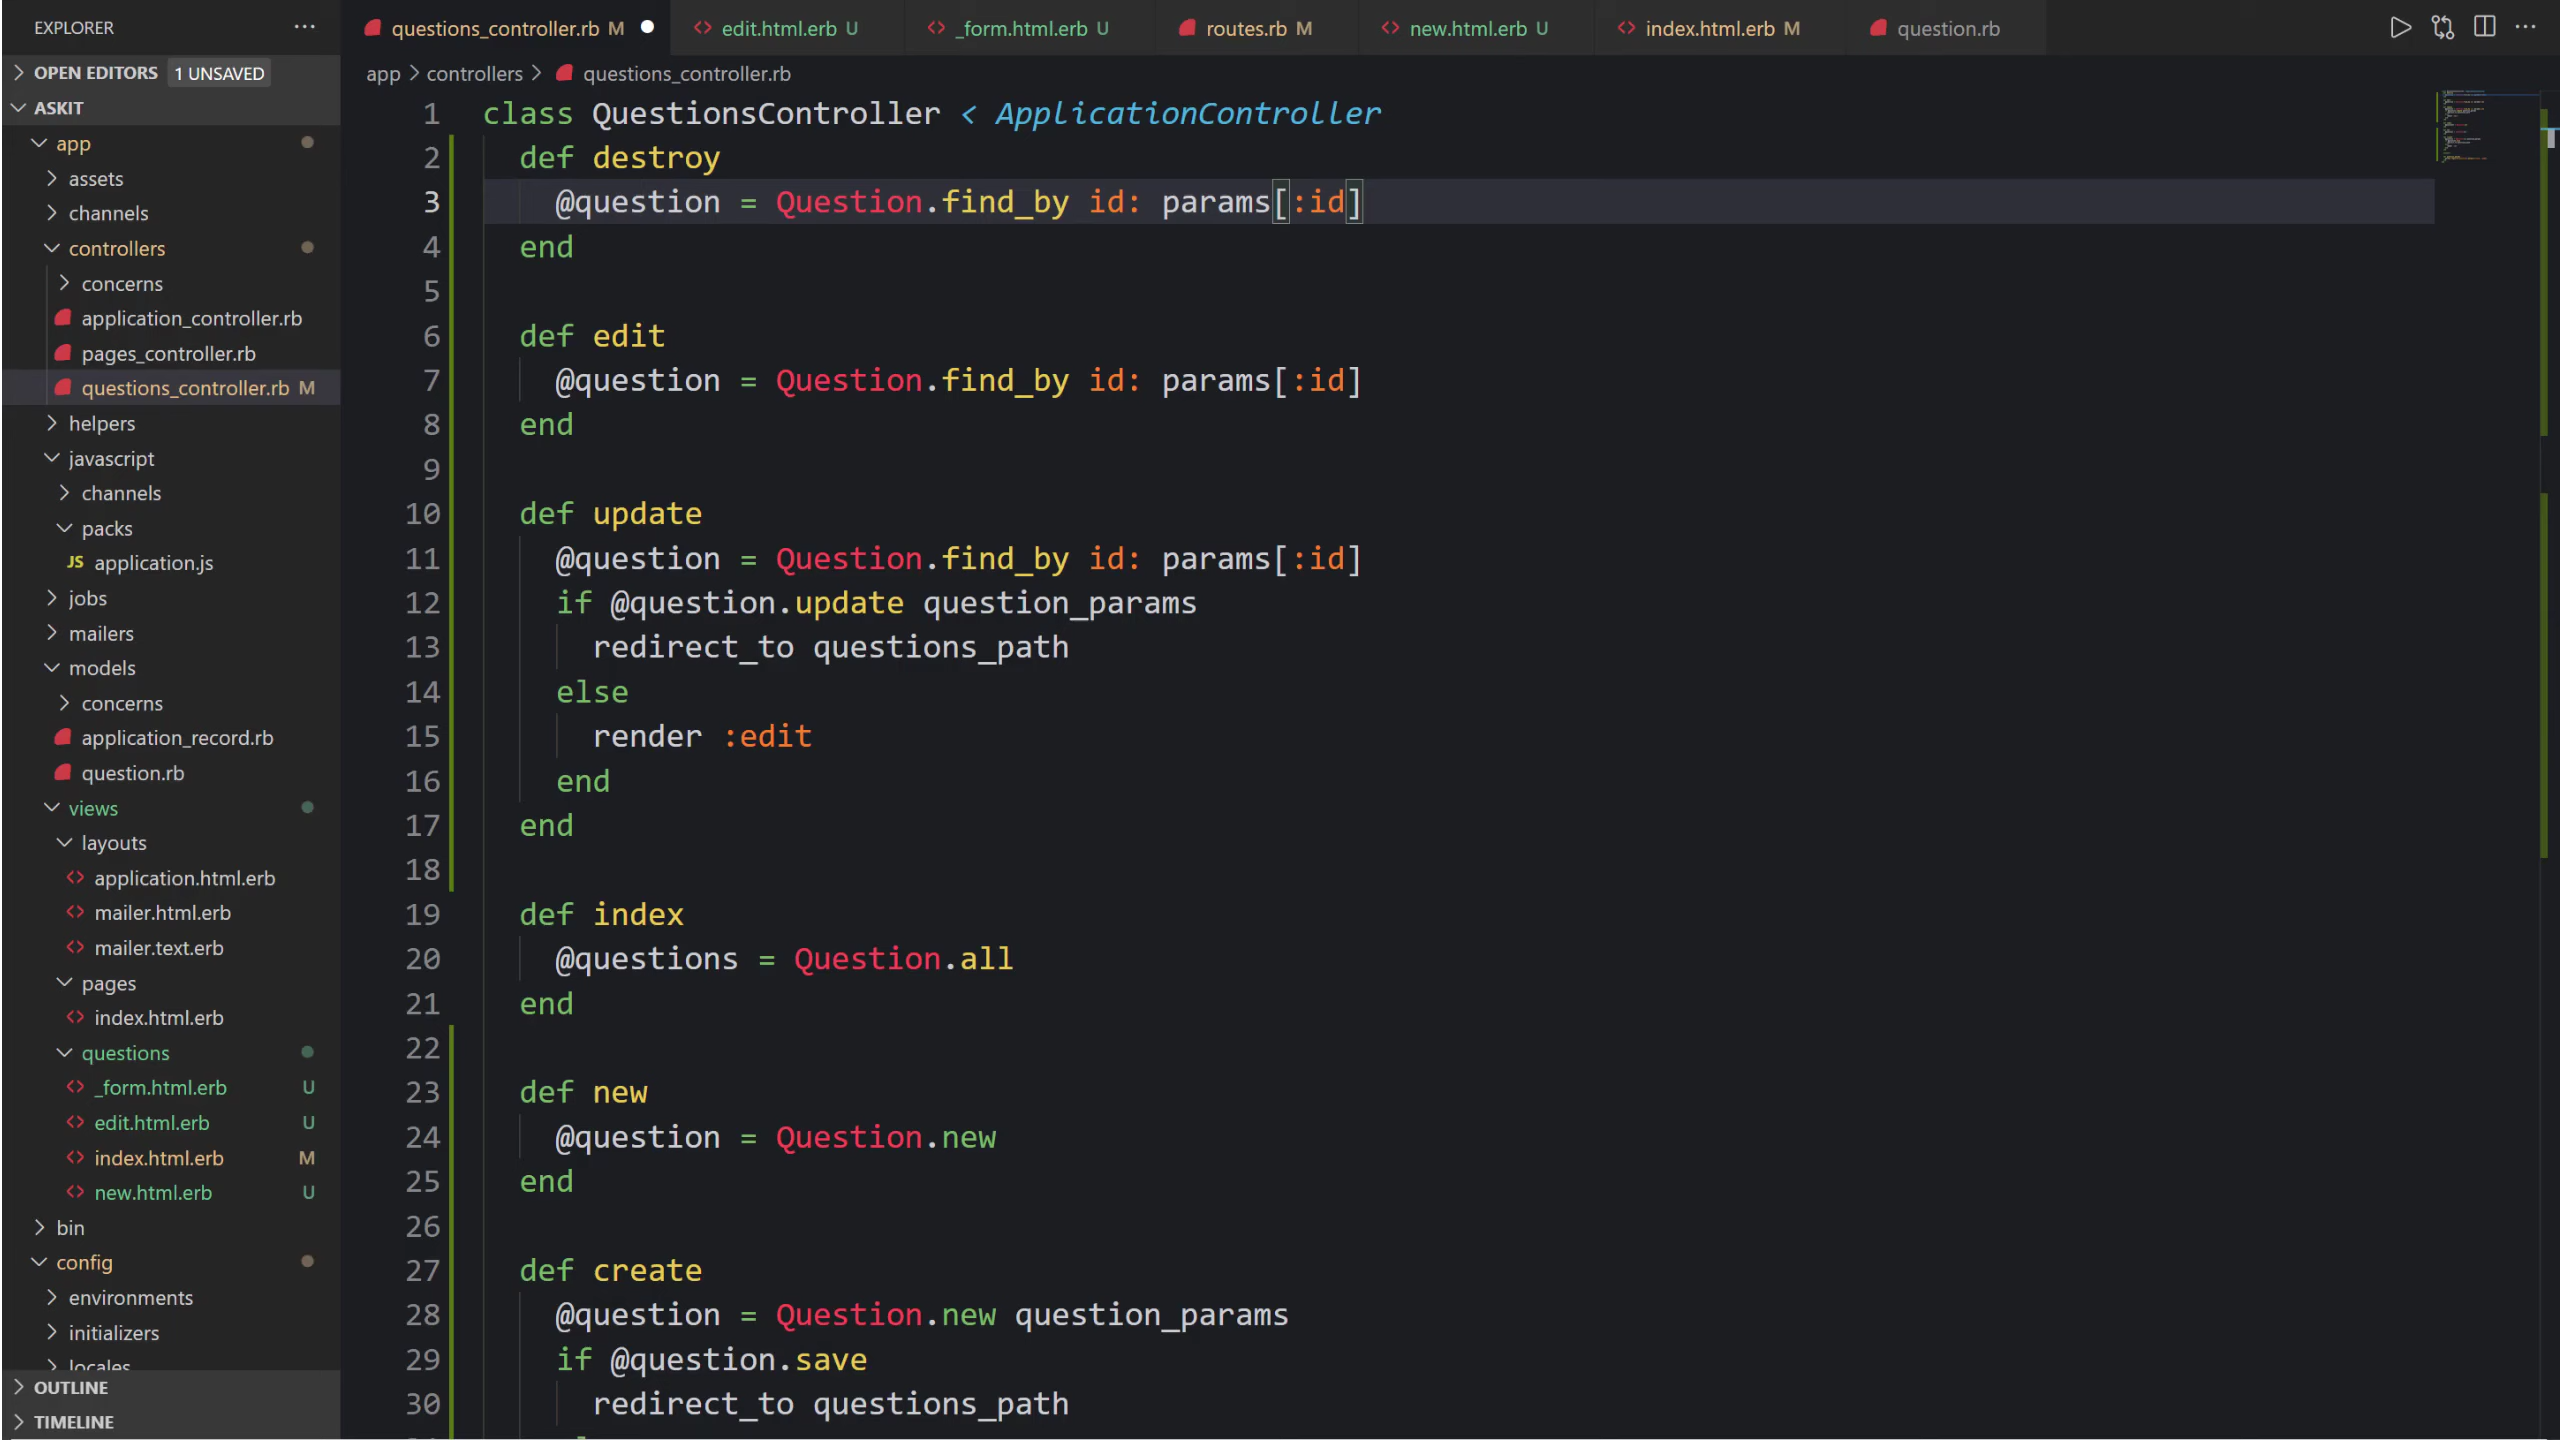 EXPLORER
OPEN EDITORS 1 UNSAVED
ASKIT
app
assets
channels
controllers
concerns
application_controller.rb
pages_controller.rb
questions_controller.rb M
helpers
javascript
channels
packs
JS application.js
jobs
mailers
models
concerns
application_record.rb
question.rb
views
layouts
application.html.erb
mailer.html.erb
mailer.text.erb
pages
index.html.erb
questions
_form.html.erb U
edit.html.erb U
index.html.erb M
new.html.erb U
bin
config
environments
initializers
locales
OUTLINE
TIMELINE
questions_controller.rb M edit.html.erb U _form.html.erb U routes.rb M new.html.erb U index.html.erb M question.rb
app > controllers > questions_controller.rb
1 class QuestionsController < ApplicationController
2 def destroy
3 @question = Question.find_by id: params[:id]
4 end
5
6 def edit
7 @question = Question.find_by id: params[:id]
8 end
9
10 def update
11 @question = Question.find_by id: params[:id]
12 if @question.update question_params
13 redirect_to questions_path
14 else
15 render :edit
16 end
17 end
18
19 def index
20 @questions = Question.all
21 end
22
23 def new
24 @question = Question.new
25 end
26
27 def create
28 @question = Question.new question_params
29 if @question.save
30 redirect_to questions_path